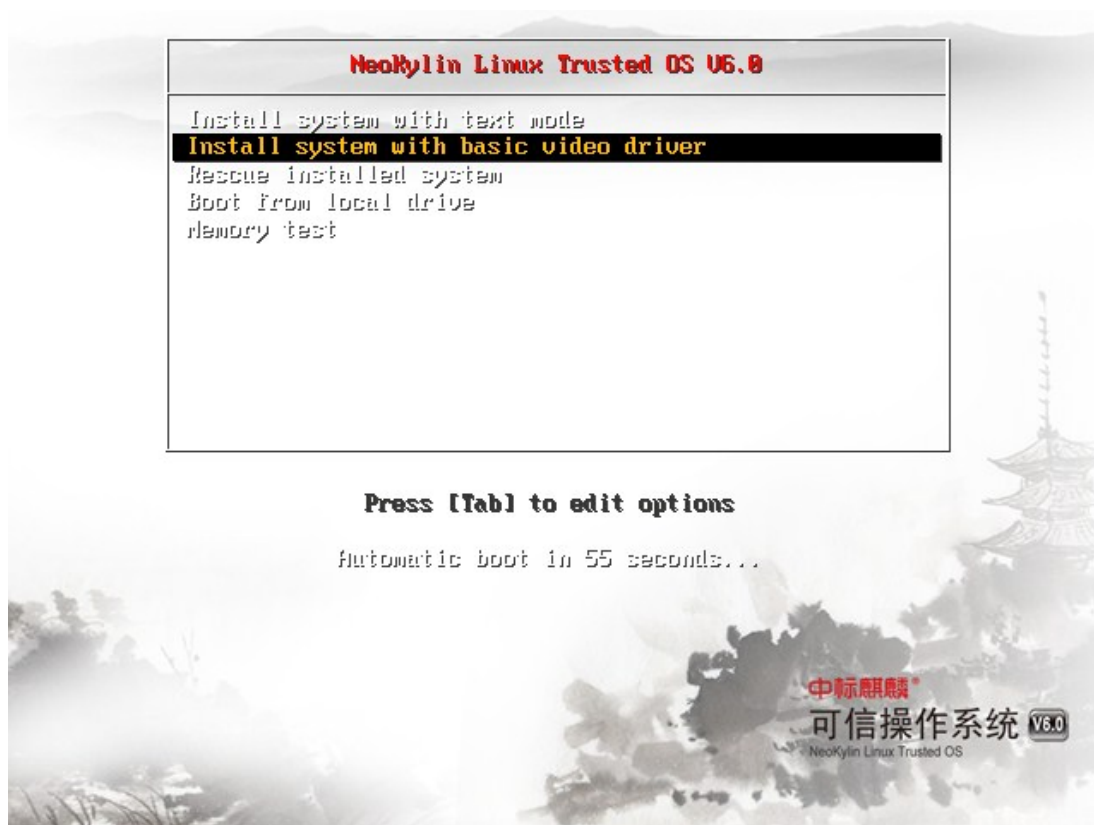 NeoKylin Linux Trusted OS V6.0
Install system with text mode
Install system with basic video driver
Rescue installed system
Boot from local drive
Memory test
Press [Tab] to edit options
Automatic boot in 55 seconds...
中标麒麟®
可信操作系统 V6.0
NeoKylin Linux Trusted OS